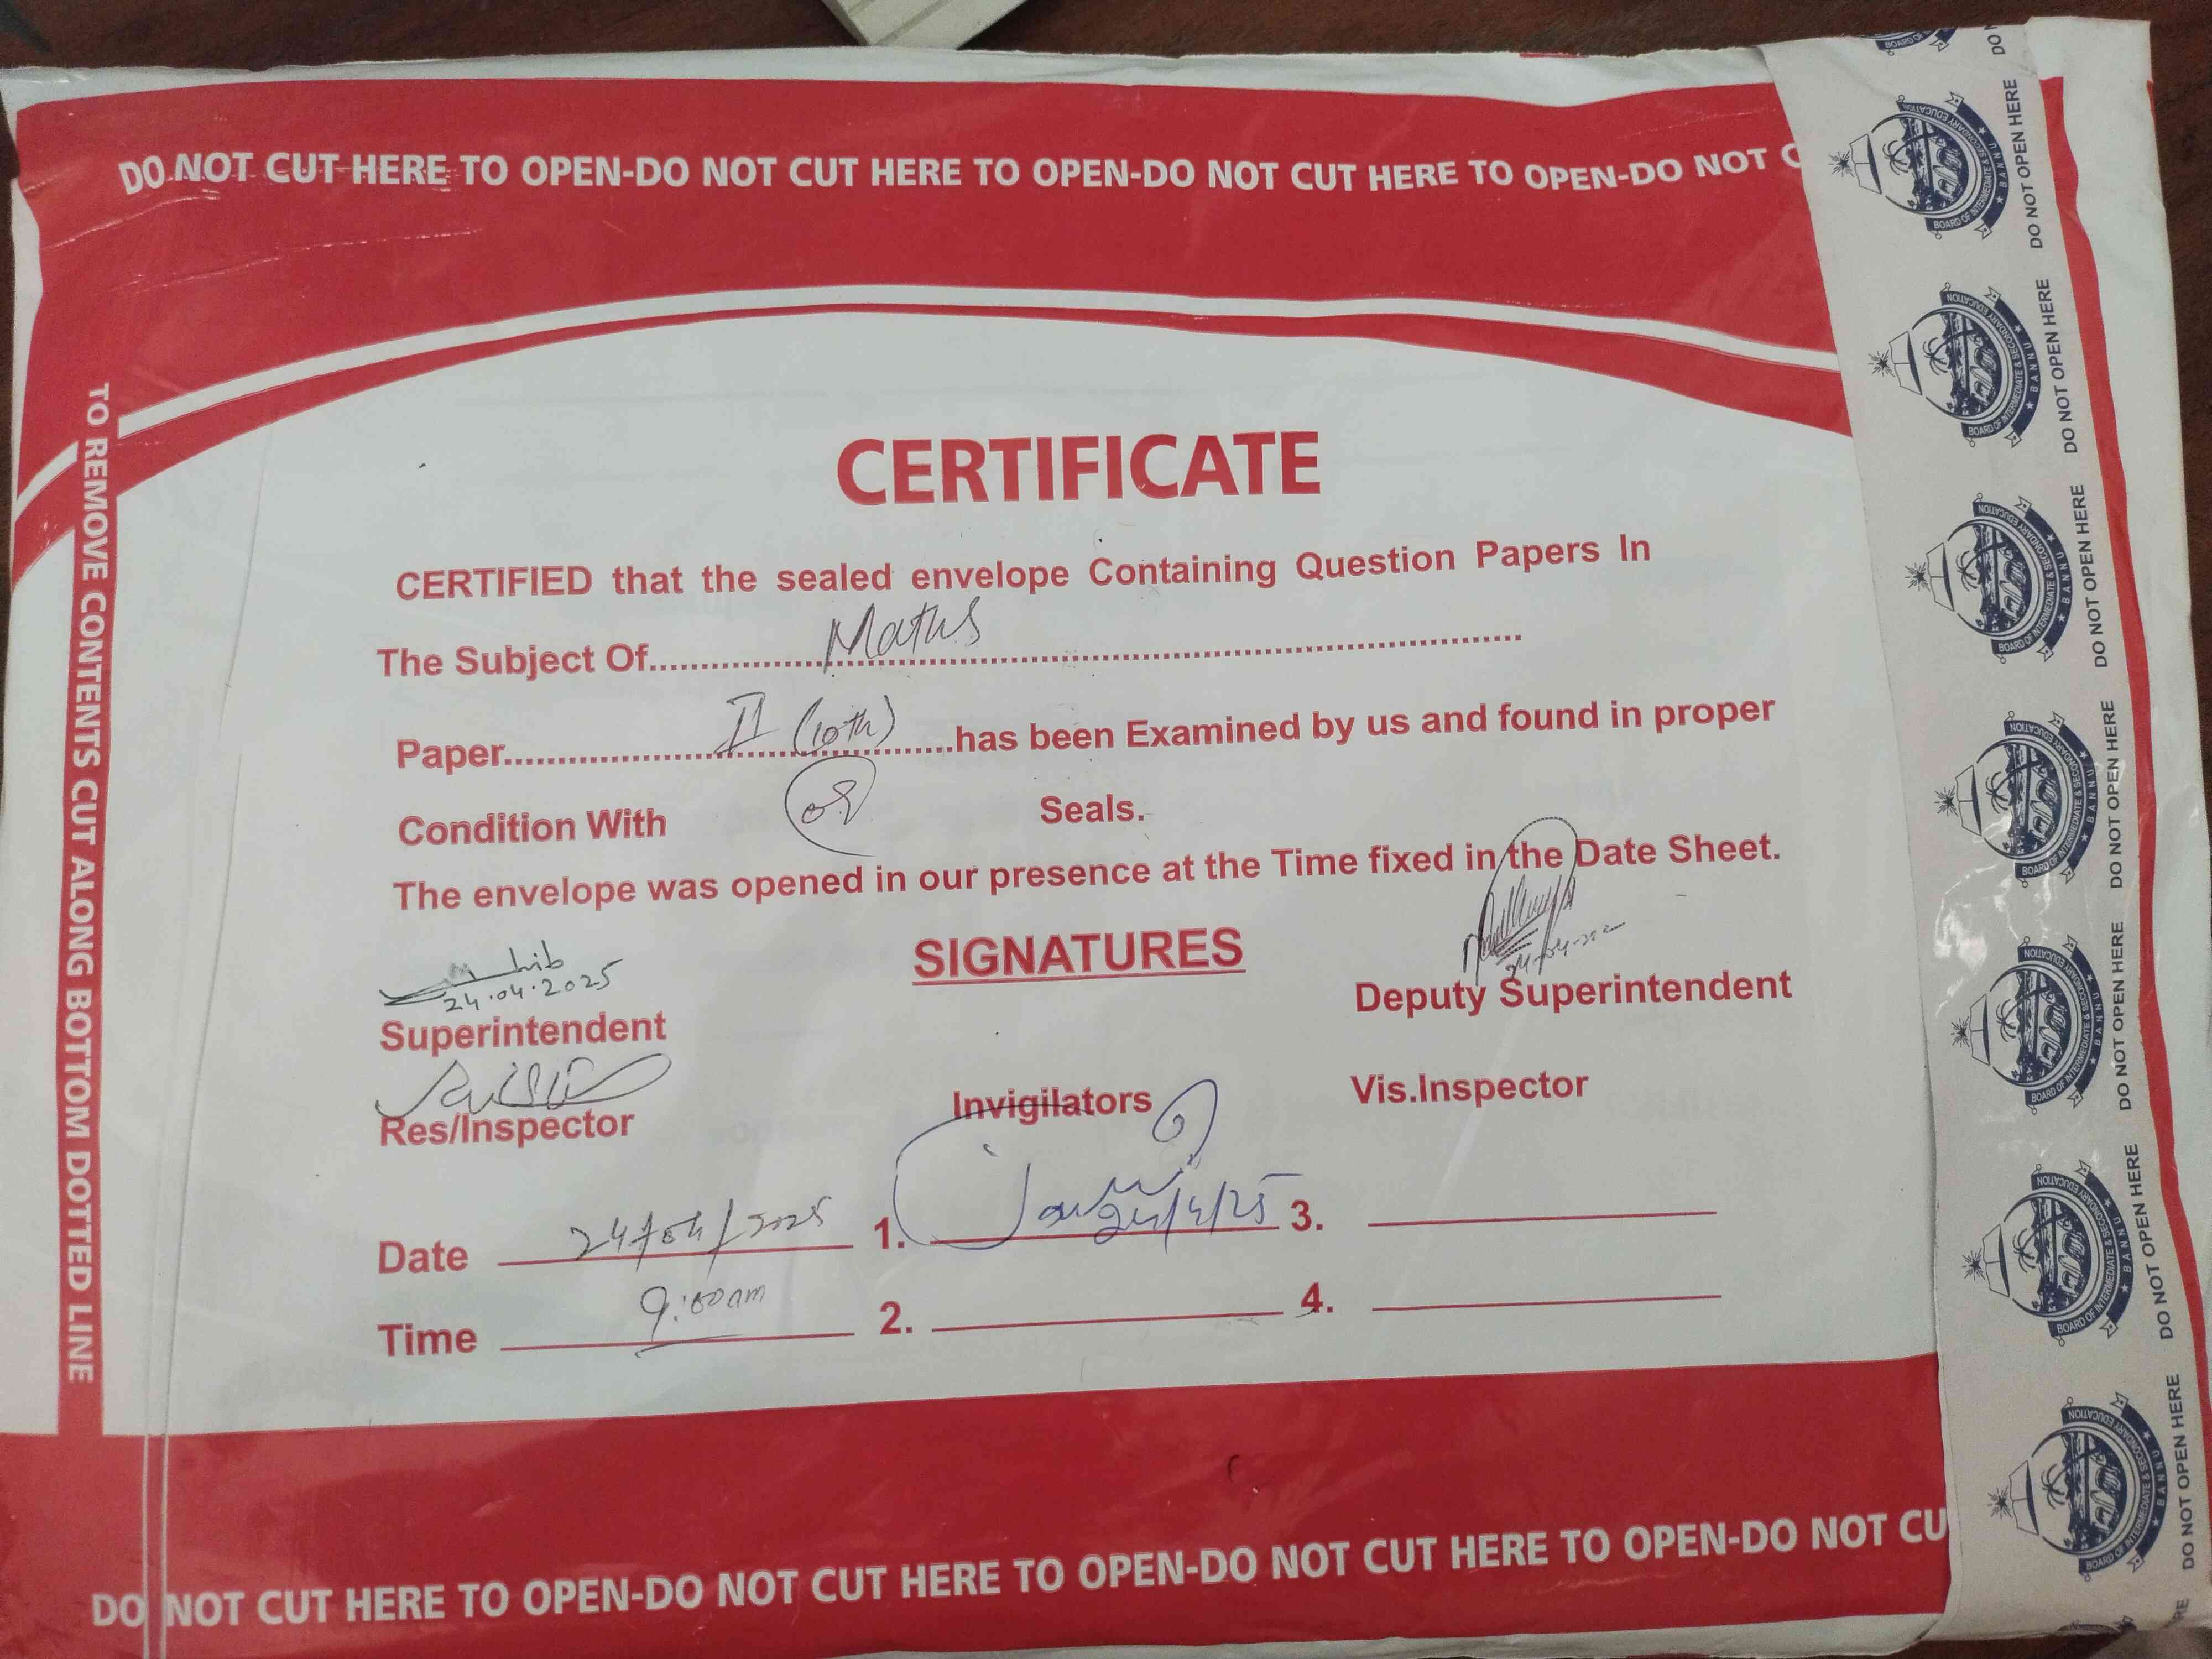 DO NOT CUT HERE TO OPEN-DO NOT CUT HERE TO OPEN-DO NOT CUT HERE TO OPEN-DO NOT C
TO REMOVE CONTENTS CUT ALONG BOTTOM DOTTED LINE
CERTIFICATE
CERTIFIED that the sealed envelope Containing Question Papers In
The Subject Of Maths
Paper II (10th) has been Examined by us and found in proper
Condition With Seals.
The envelope was opened in our presence at the Time fixed in the Date Sheet.
SIGNATURES
24.04.2025
Superintendent
Deputy Superintendent
Res/Inspector
Invigilators
Vis.Inspector
Date 24/04/2025 1. 24/4/25 3.
Time 9:00am 2. 4.
DO NOT CUT HERE TO OPEN-DO NOT CUT HERE TO OPEN-DO NOT CUT HERE TO OPEN-DO NOT CU
BOARD OF INTERMEDIATE & SECONDARY EDUCATION
★ BANNU ★
DO NOT OPEN HERE
DO NOT OPEN HERE
DO NOT OPEN HERE
DO NOT OPEN HERE
DO NOT OPEN HERE
DO NOT OPEN HERE
DO NOT OPEN HERE